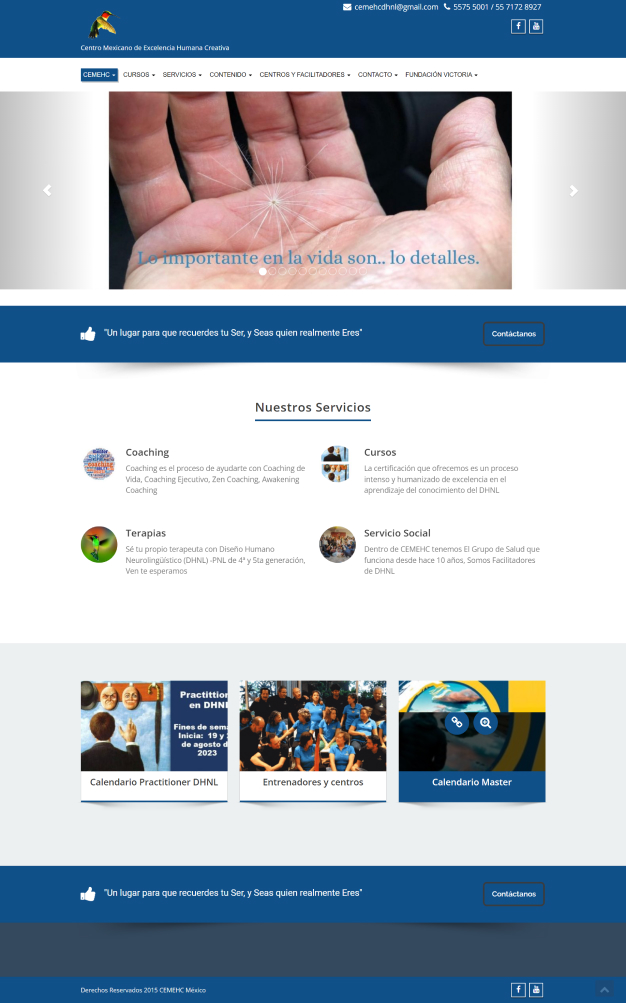 cemehcdhnl@gmail.com 5575 5001 / 55 7172 8927
Centro Mexicano de Excelencia Humana Creativa
CEMEHC CURSOS SERVICIOS CONTENIDO CENTROS Y FACILITADORES CONTACTO FUNDACIÓN VICTORIA
Lo importante en la vida son.. lo detalles.
"Un lugar para que recuerdes tu Ser, y Seas quien realmente Eres"
Contáctanos
Nuestros Servicios
Coaching
Coaching es el proceso de ayudarte con Coaching de
Vida, Coaching Ejecutivo, Zen Coaching, Awakening
Coaching
Cursos
La certificación que ofrecemos es un proceso
intenso y humanizado de excelencia en el
aprendizaje del conocimiento del DHNL
Terapias
Sé tu propio terapeuta con Diseño Humano
Neurolingüístico (DHNL) -PNL de 4ª y 5ta generación,
Ven te esperamos
Servicio Social
Dentro de CEMEHC tenemos El Grupo de Salud que
funciona desde hace 10 años, Somos Facilitadores
de DHNL
Practition
en DHNL
Fines de sem
Inicia: 19 y
de agosto d
2023
Calendario Practitioner DHNL
Entrenadores y centros
Calendario Master
"Un lugar para que recuerdes tu Ser, y Seas quien realmente Eres"
Contáctanos
Derechos Reservados 2015 CEMEHC México